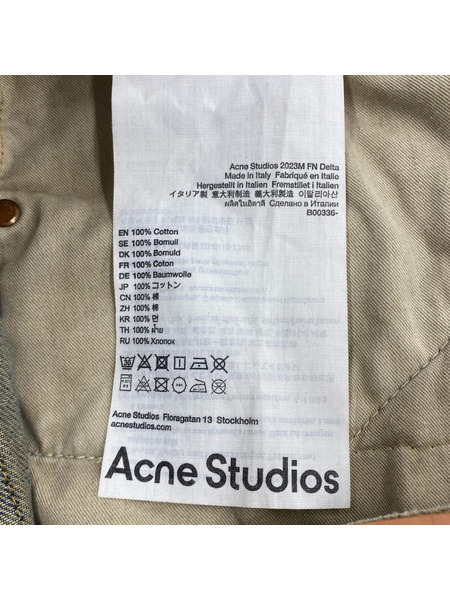 Acne Studios 2023M FN Delta
Made in Italy Fabriqué en Italie
Hergestellt in Italien Fremstillet i Italien
イタリア製 意大利制造 義大利製造 이탈리아산
ผลิตในอิตาลี Сделано в Италии
B00336-
EN 100% Cotton
SE 100% Bomull
DK 100% Bomuld
FR 100% Coton
DE 100% Baumwolle
JP 100% コットン
CN 100% 棉
ZH 100% 棉
KR 100% 면
TH 100% ฝ้าย
RU 100% Хлопок
Acne Studios Floragatan 13 Stockholm
acnestudios.com
Acne Studios